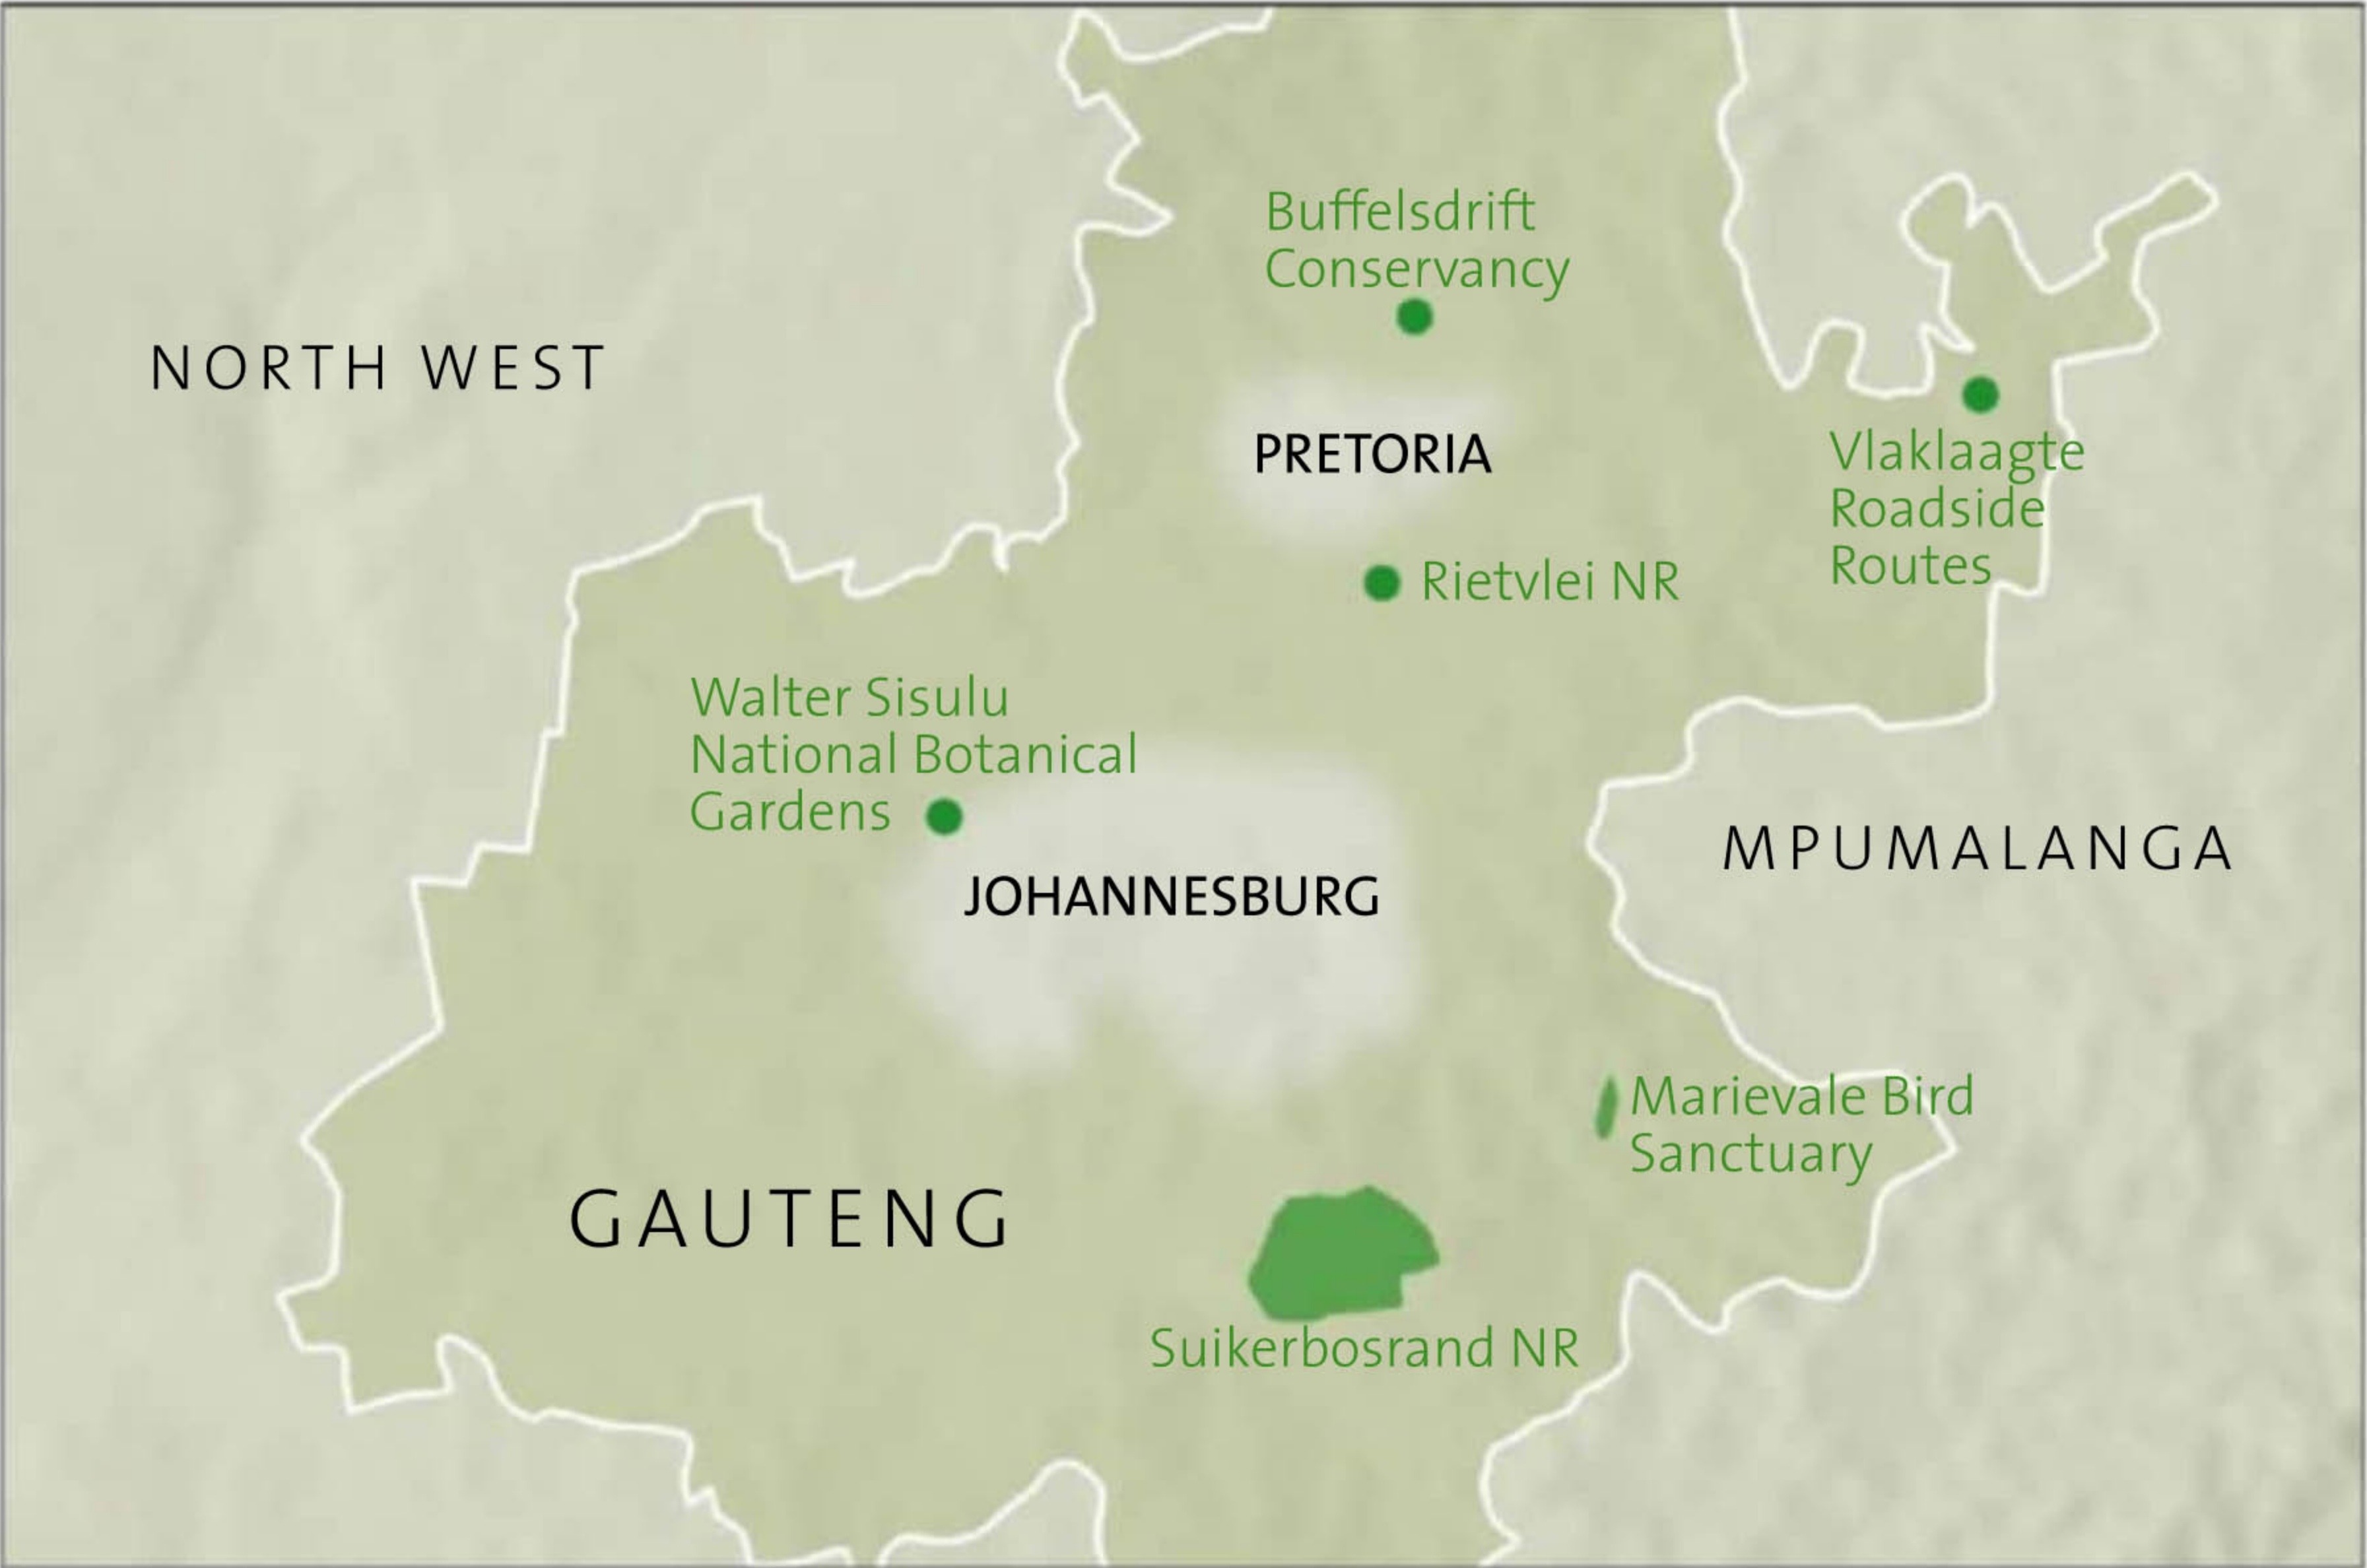 Buffelsdrift
Conservancy
NORTH WEST
PRETORIA
Vlaklaagte
Roadside
Routes
Rietvlei NR
Walter Sisulu
National Botanical
Gardens
JOHANNESBURG
MPUMALANGA
Marievale Bird
Sanctuary
GAUTENG
Suikerbosrand NR